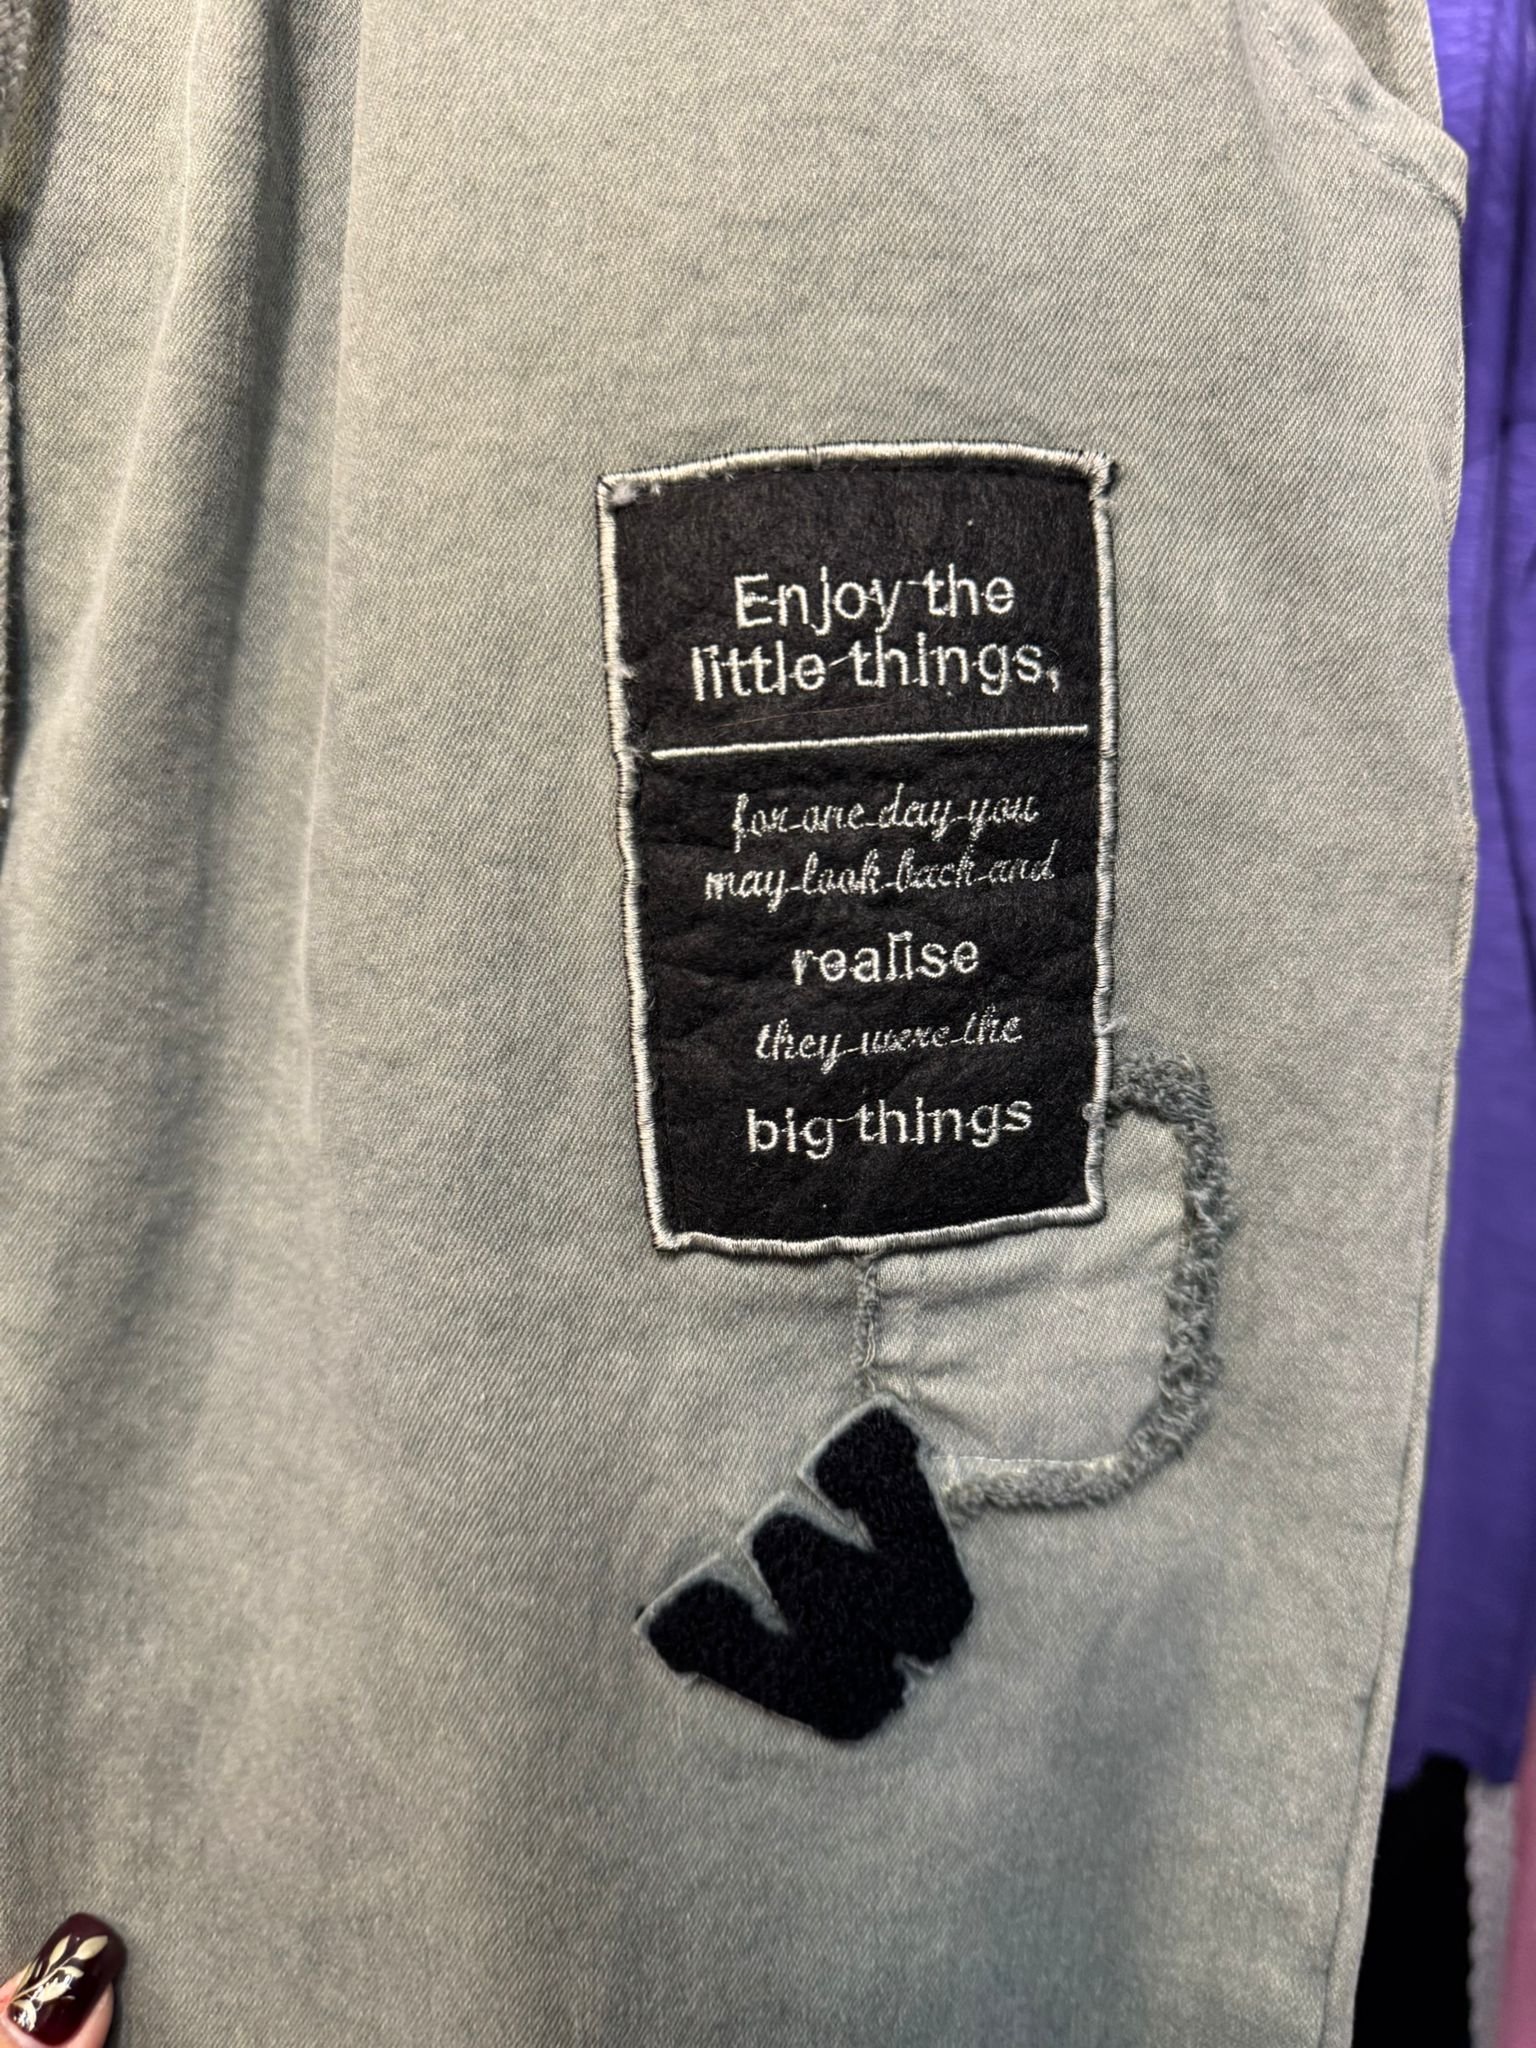 Enjoy the
little things,
for one day you
may look back and
realise
they were the
big things
W